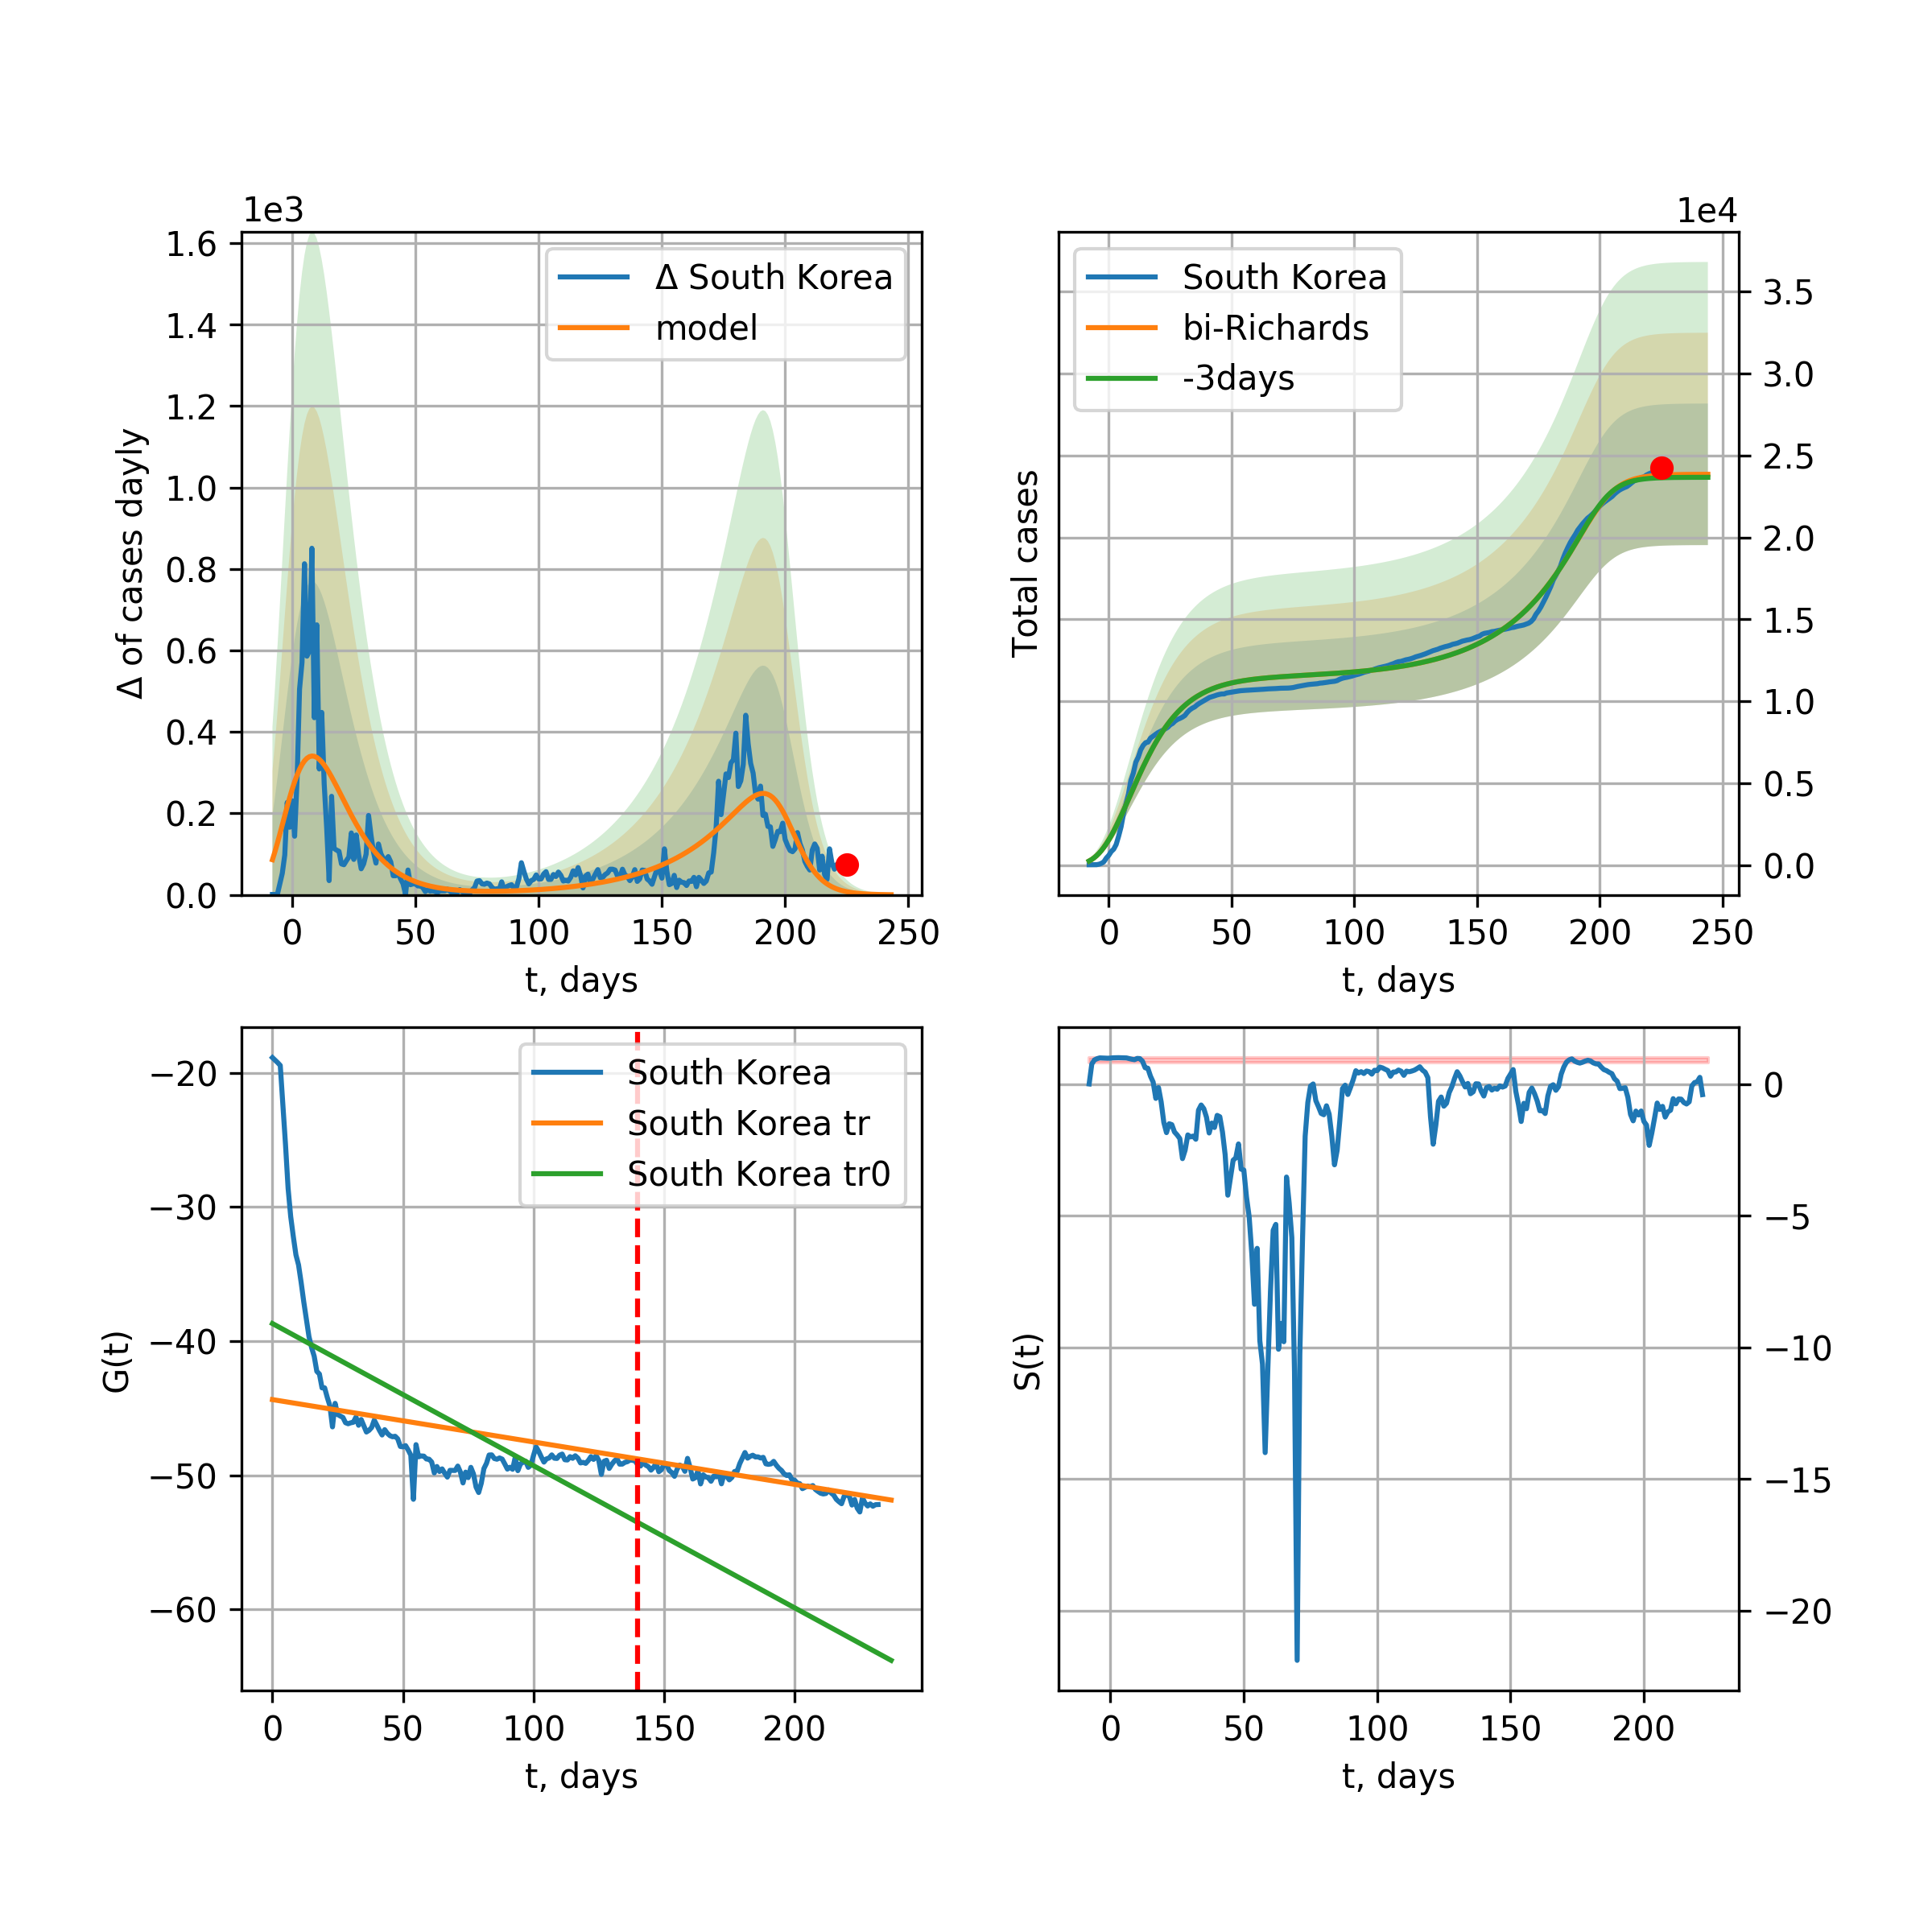 1e3
1.6
1.4
1.2
1.0
0.8
0.6
0.4
0.2
0.0
Δ of cases dayly
Δ South Korea
model
0 50 100 150 200 250
t, days
1e4
South Korea
bi-Richards
-3days
Total cases
3.5
3.0
2.5
2.0
1.5
1.0
0.5
0.0
0 50 100 150 200 250
t, days
−20
−30
−40
−50
−60
G(t)
South Korea
South Korea tr
South Korea tr0
0 50 100 150 200
t, days
S(t)
0
−5
−10
−15
−20
0 50 100 150 200
t, days